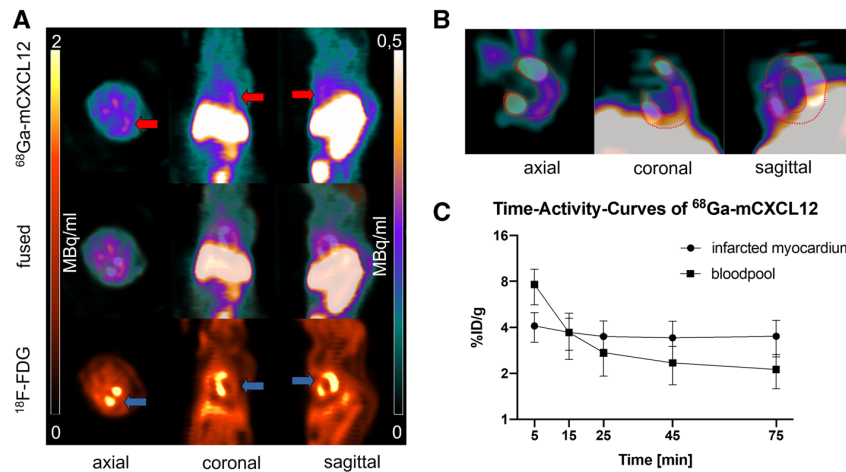 A
2
0,5
68Ga-mCXCL12
fused
18F-FDG
MBq/ml
MBq/ml
0
0
axial
coronal
sagittal
B
axial
coronal
sagittal
C
Time-Activity-Curves of 68Ga-mCXCL12
infarcted myocardium
bloodpool
%ID/g
16
8
4
2
1
5
15
25
45
75
Time [min]